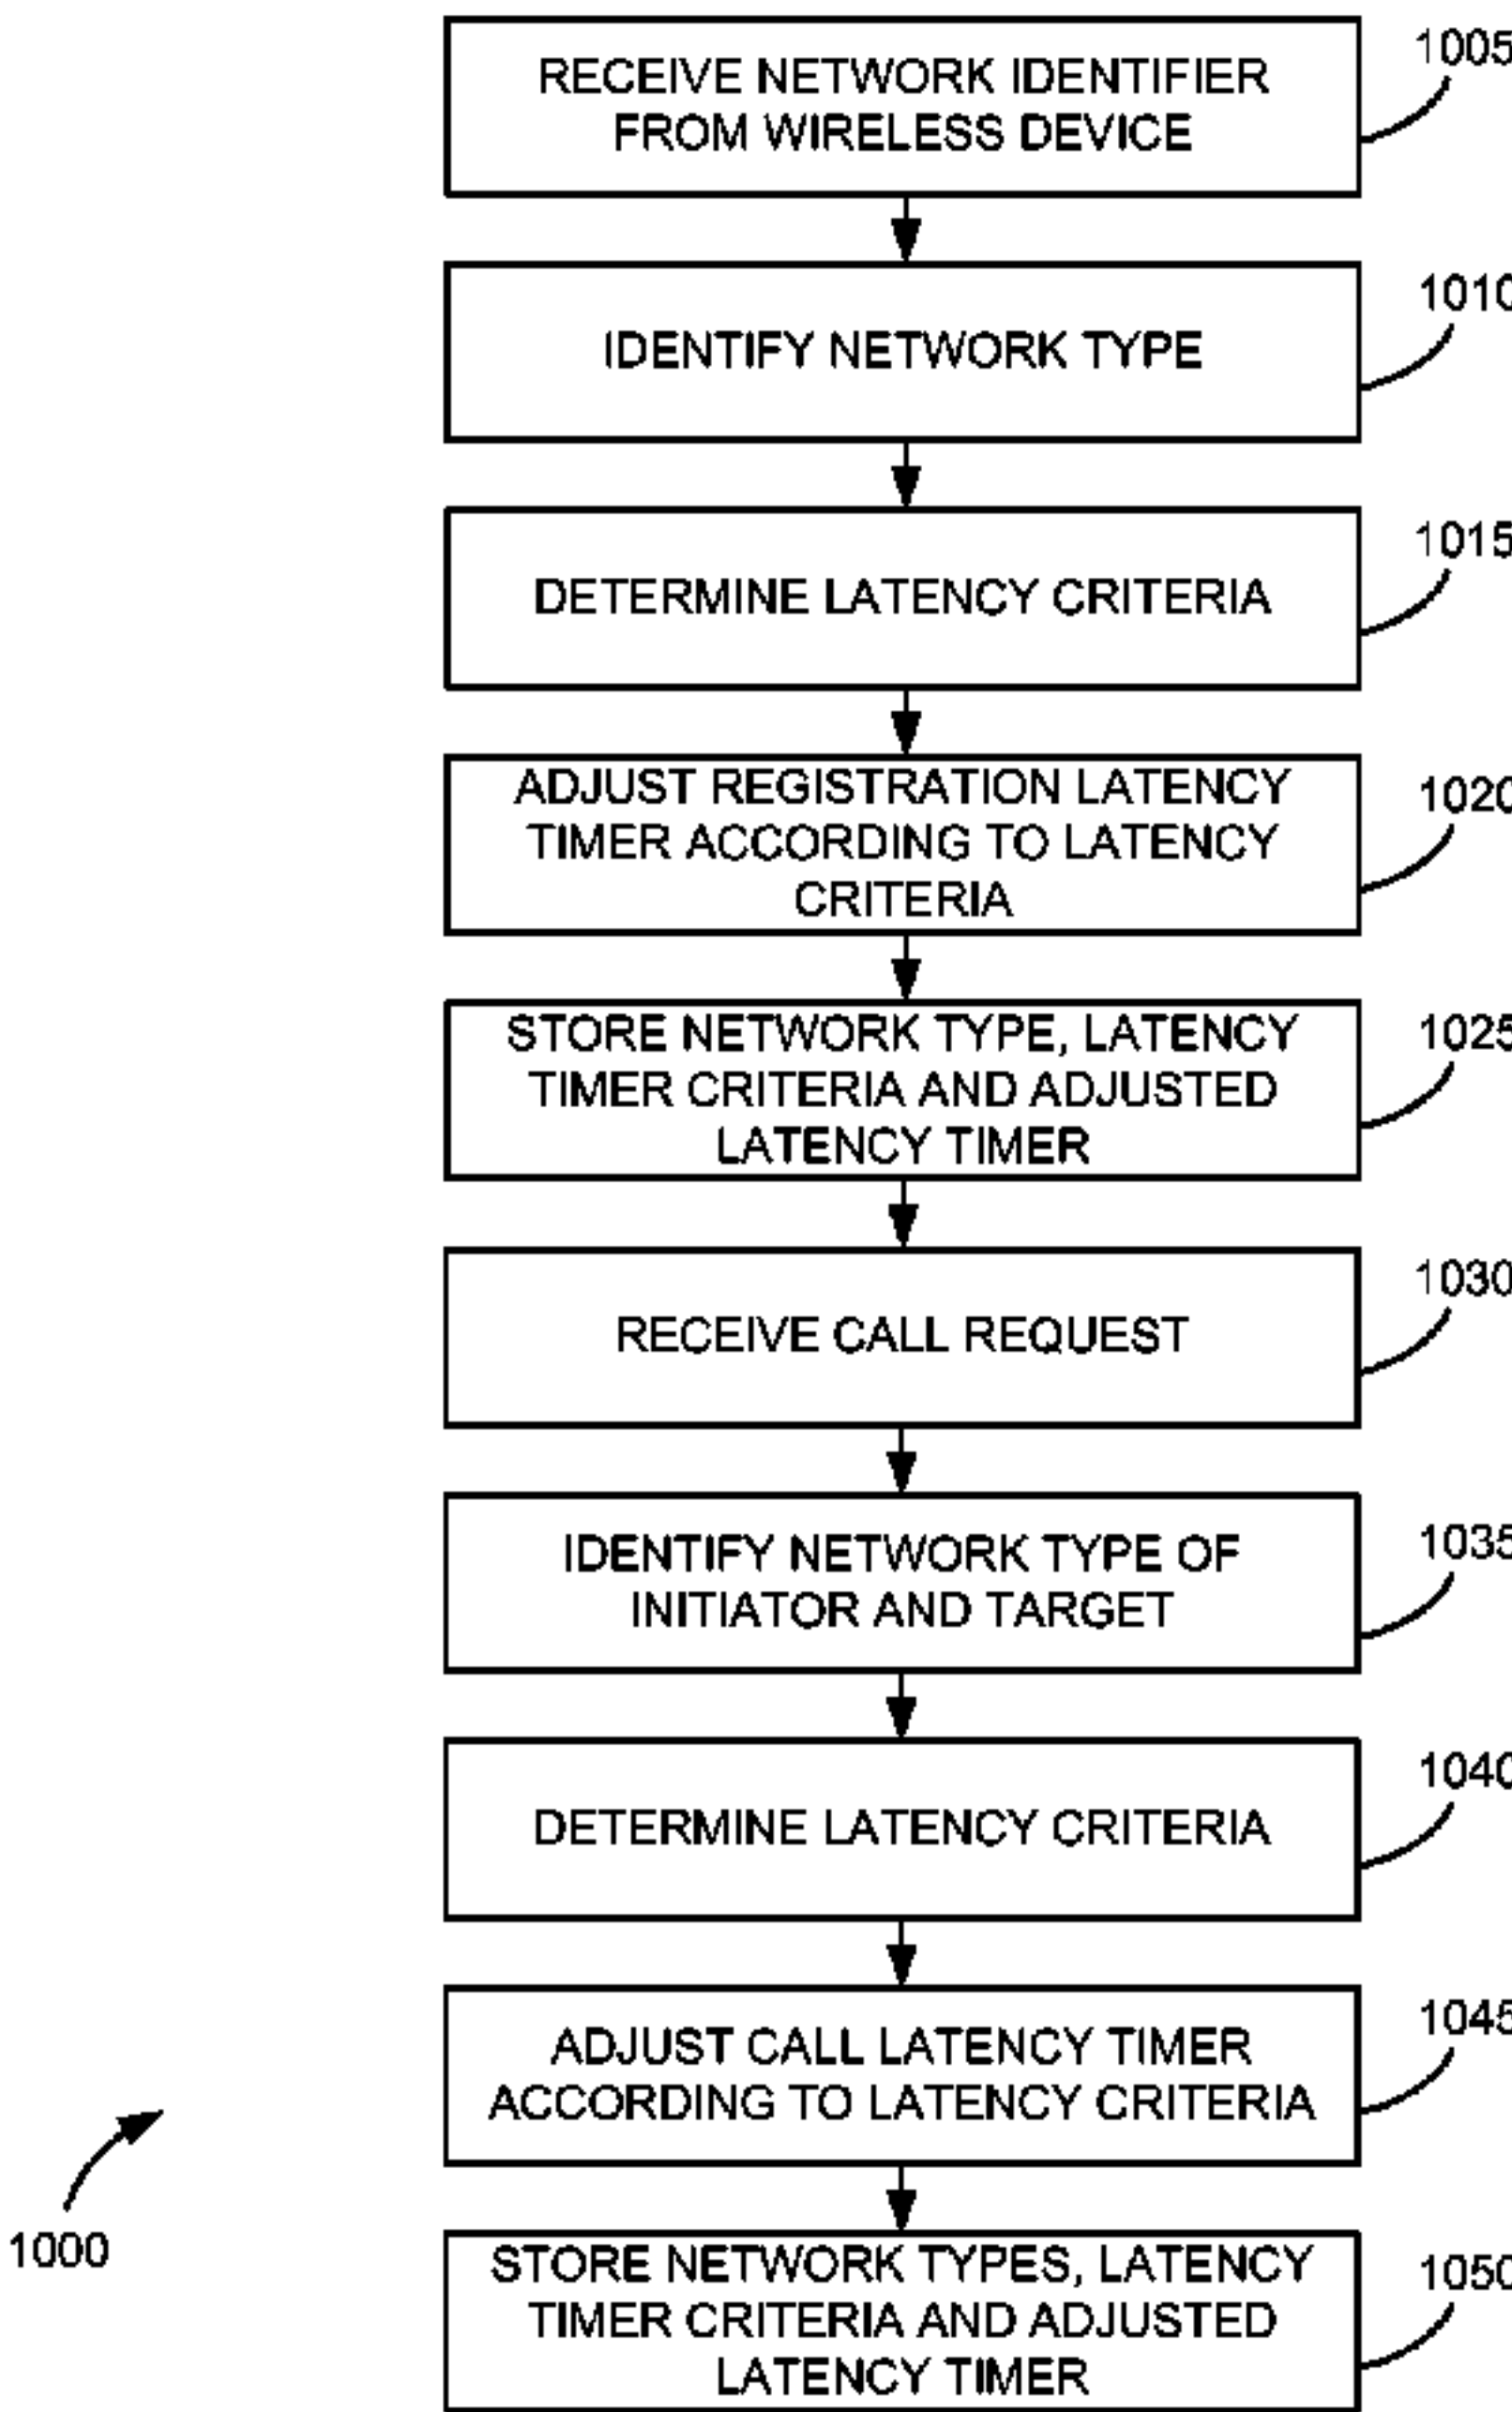 RECEIVE NETWORK IDENTIFIER
FROM WIRELESS DEVICE
1005
IDENTIFY NETWORK TYPE
1010
DETERMINE LATENCY CRITERIA
1015
ADJUST REGISTRATION LATENCY
TIMER ACCORDING TO LATENCY
CRITERIA
1020
STORE NETWORK TYPE, LATENCY
TIMER CRITERIA AND ADJUSTED
LATENCY TIMER
1025
RECEIVE CALL REQUEST
1030
IDENTIFY NETWORK TYPE OF
INITIATOR AND TARGET
1035
DETERMINE LATENCY CRITERIA
1040
ADJUST CALL LATENCY TIMER
ACCORDING TO LATENCY CRITERIA
1045
STORE NETWORK TYPES, LATENCY
TIMER CRITERIA AND ADJUSTED
LATENCY TIMER
1050
1000